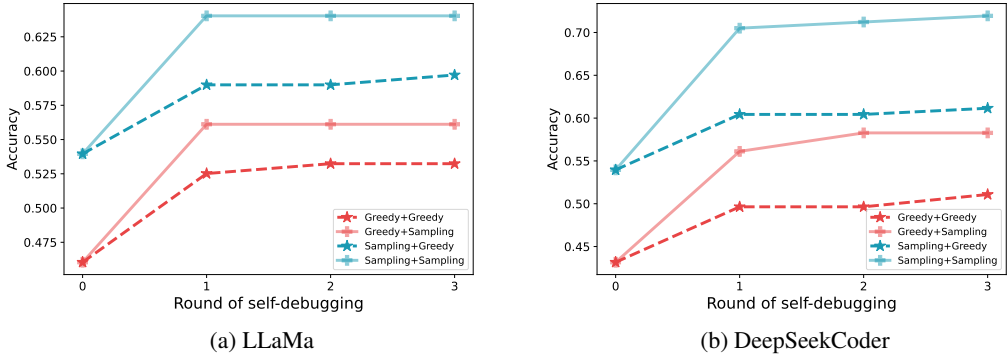 0.625
0.600
0.575
0.550
0.525
0.500
0.475
Accuracy
0 1 2 3
Round of self-debugging
Greedy+Greedy
Greedy+Sampling
Sampling+Greedy
Sampling+Sampling
(a) LLaMa
0.70
0.65
0.60
0.55
0.50
0.45
Accuracy
0 1 2 3
Round of self-debugging
Greedy+Greedy
Greedy+Sampling
Sampling+Greedy
Sampling+Sampling
(b) DeepSeekCoder